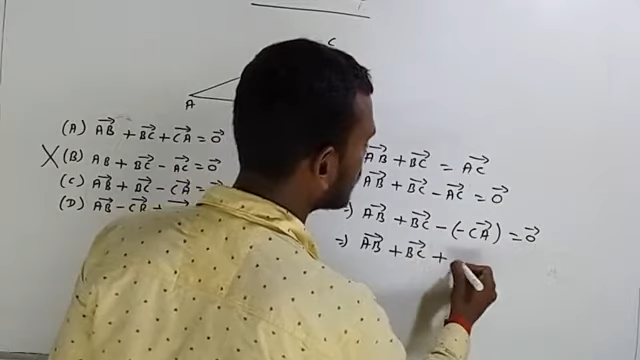 C
A
(A) AB→ + BC→ + CA→ = 0→
X (B) AB + BC→ - AC→ = 0→
(C) AB→ + BC→ - CA→ =
(D) AB→ - CA→ +
AB→ + BC→ = AC→
AB→ + BC→ - AC→ = 0→
⇒ AB→ + BC→ - (-CA→) = 0→
⇒ AB→ + BC→ +